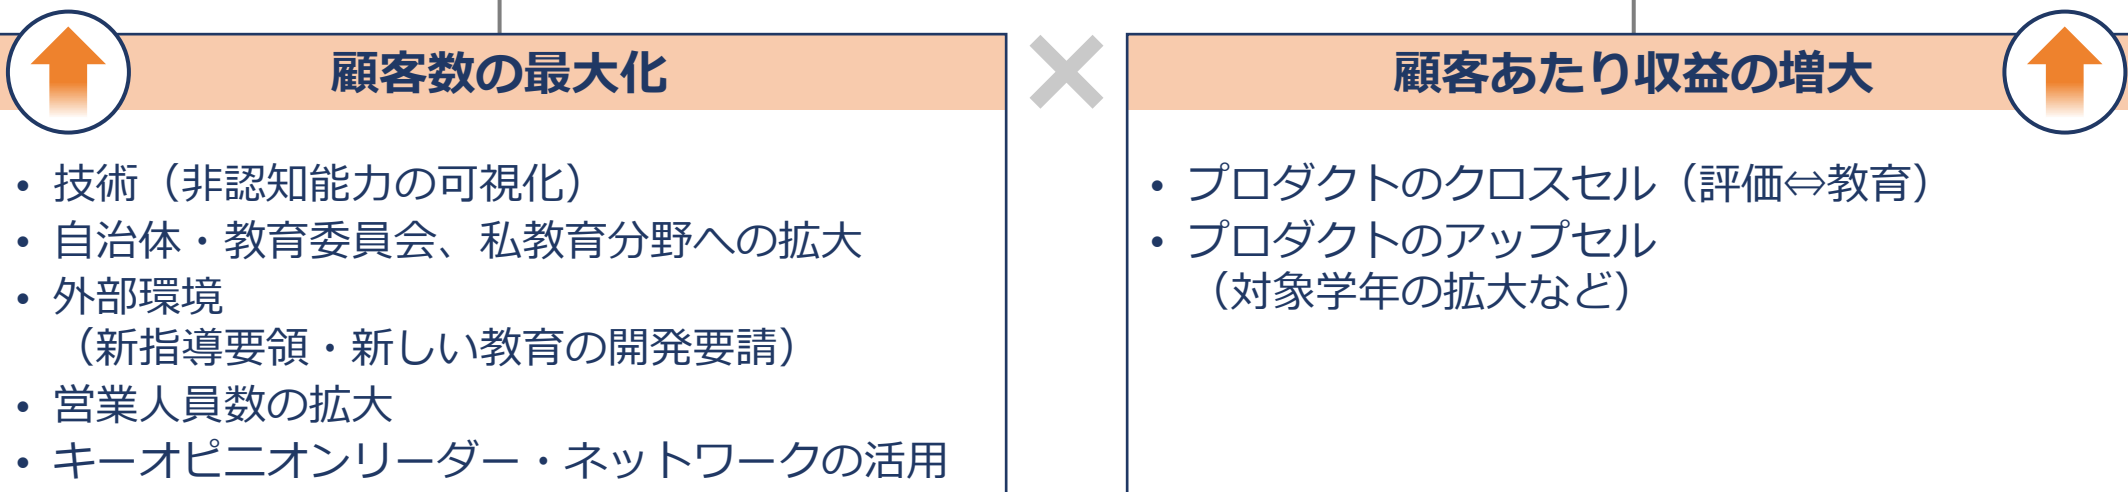 顧客数の最大化
• 技術（非認知能力の可視化）
• 自治体・教育委員会、私教育分野への拡大
• 外部環境
（新指導要領・新しい教育の開発要請）
• 営業人員数の拡大
• キーオピニオンリーダー・ネットワークの活用
×
顧客あたり収益の増大
• プロダクトのクロスセル（評価⇔教育）
• プロダクトのアップセル
（対象学年の拡大など）